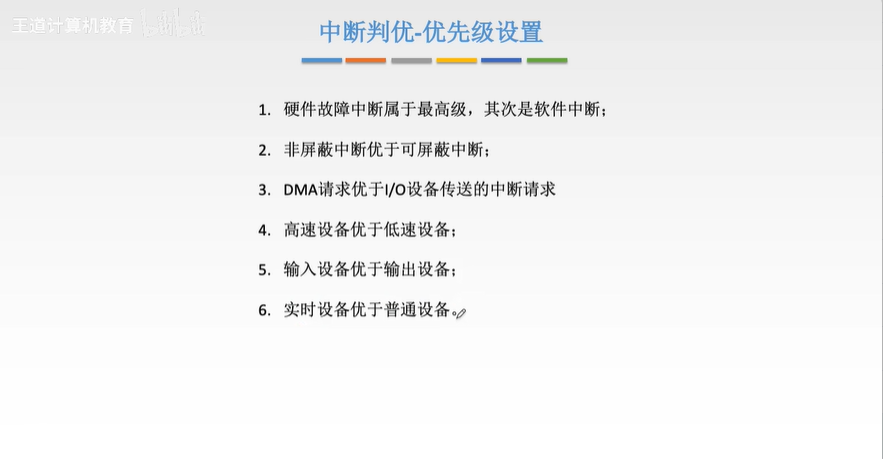 王道计算机教育
中断判优-优先级设置
1. 硬件故障中断属于最高级，其次是软件中断；
2. 非屏蔽中断优于可屏蔽中断；
3. DMA请求优于I/O设备传送的中断请求
4. 高速设备优于低速设备；
5. 输入设备优于输出设备；
6. 实时设备优于普通设备。